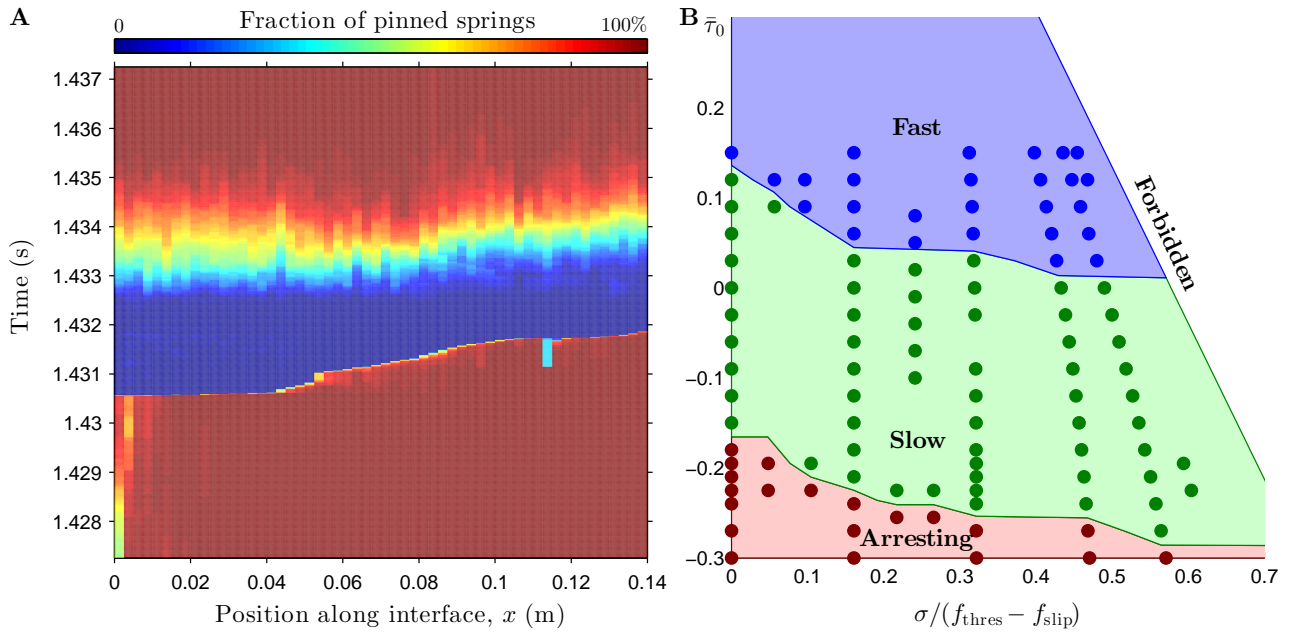 A
Fraction of pinned springs
0 100%
1.437
1.436
1.435
1.434
1.433
1.432
1.431
1.43
1.429
1.428
Time (s)
0 0.02 0.04 0.06 0.08 0.1 0.12 0.14
Position along interface, x (m)
B
τ̄₀
0.2
0.1
0
−0.1
−0.2
−0.3
Fast
Forbidden
Slow
Arresting
0 0.1 0.2 0.3 0.4 0.5 0.6 0.7
σ/(f_thres − f_slip)